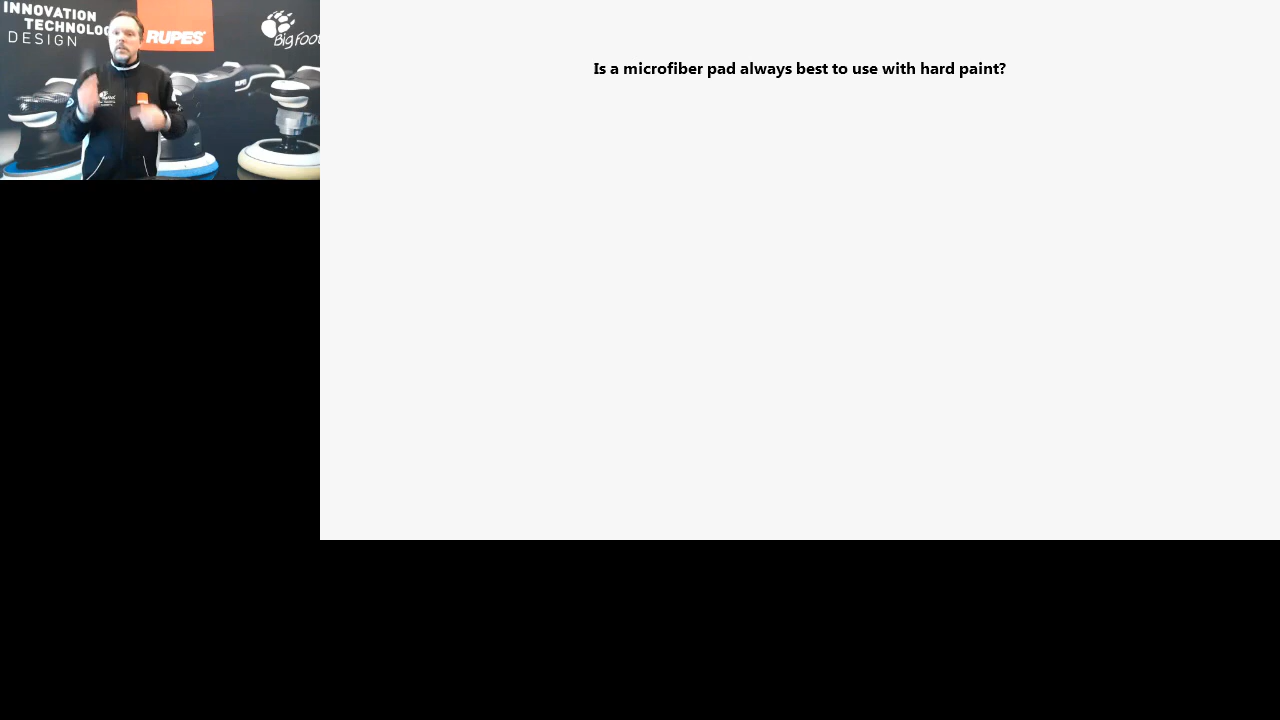 INNOVATION
TECHNOLOG
DESIGN
RUPES
BigFoot
Is a microfiber pad always best to use with hard paint?